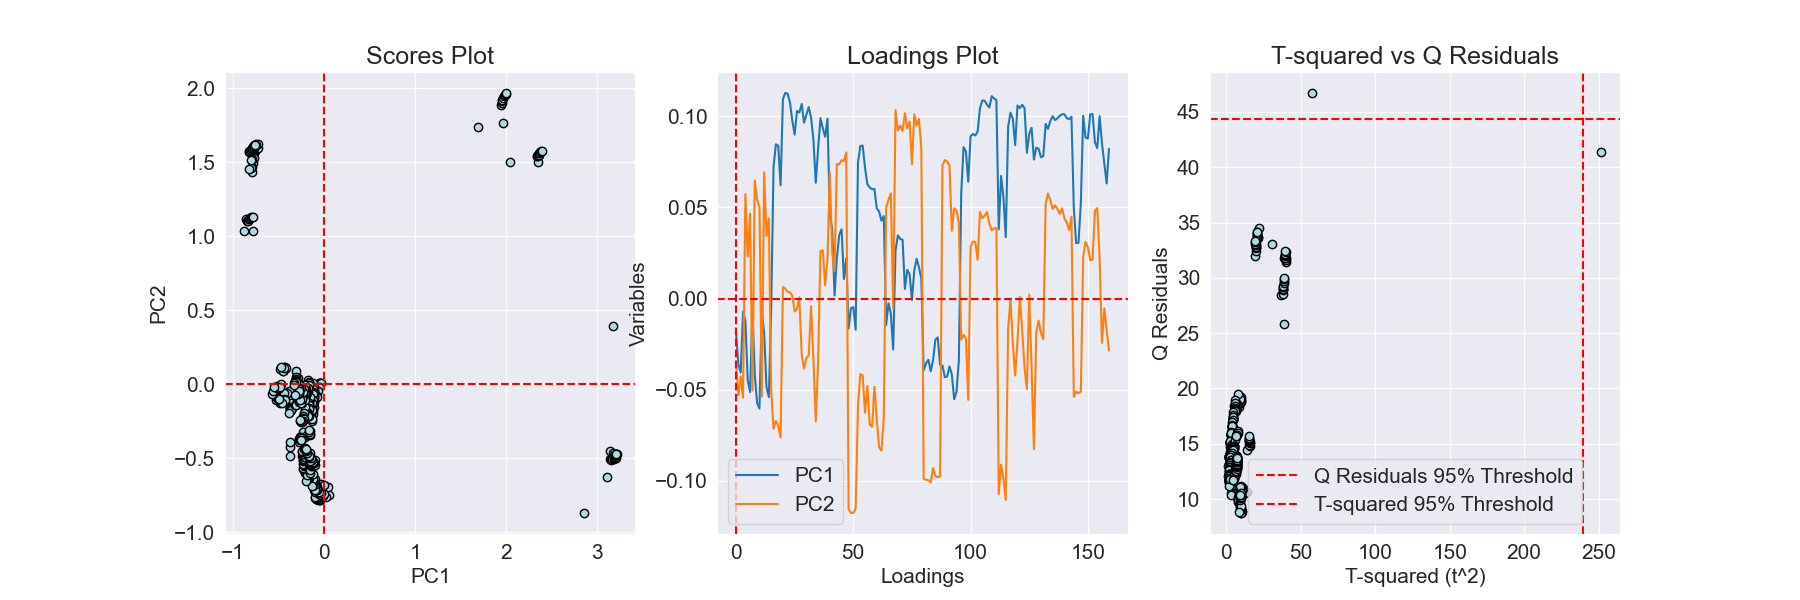 Scores Plot
PC2
2.0
1.5
1.0
0.5
0.0
−0.5
−1.0
−1 0 1 2 3
PC1
Loadings Plot
Variables
0.10
0.05
0.00
−0.05
−0.10
PC1
PC2
0 50 100 150
Loadings
T-squared vs Q Residuals
Q Residuals
45
40
35
30
25
20
15
10
Q Residuals 95% Threshold
T-squared 95% Threshold
0 50 100 150 200 250
T-squared (t^2)